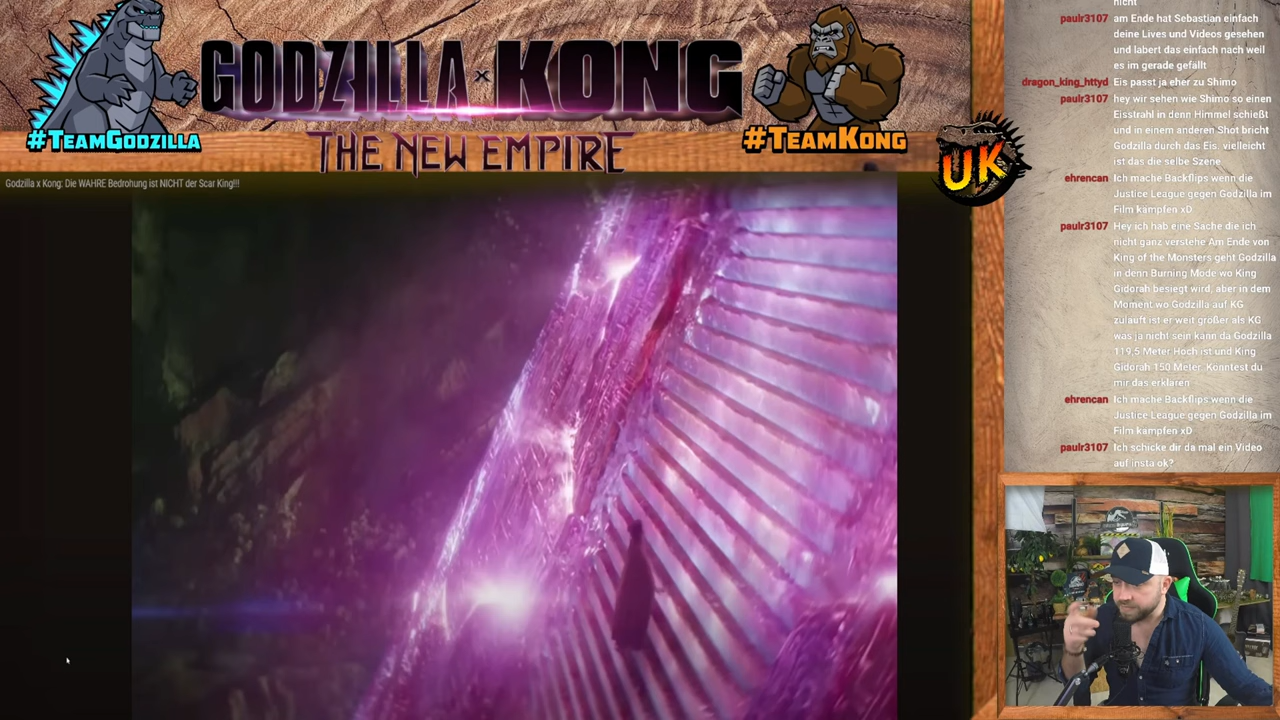 GODZILLA x KONG
THE NEW EMPIRE
#TEAMGODZILLA
#TEAMKONG
UK
Godzilla x Kong: Die WAHRE Bedrohung ist NICHT der Scar King!!!
nicht
paulr3107 am Ende hat Sebastian einfach
deine Lives und Videos gesehen
und labert das einfach nach weil
es im gerade gefällt
dragon_king_httyd Eis passt ja eher zu Shimo
paulr3107 hey wir sehen wie Shimo so einen
Eisstrahl in denn Himmel schießt
und in einem anderen Shot bricht
Godzilla durch das Eis. vielleicht
ist das die selbe Szene.
ehrencan Ich mache Backflips wenn die
Justice League gegen Godzilla im
Film kämpfen xD
paulr3107 Hey ich hab eine Sache die ich
nicht ganz verstehe Am Ende von
King of the Monsters geht Godzilla
in denn Burning Mode wo King
Gidorah besiegt wird, aber in dem
Moment wo Godzilla auf KG
zuläuft ist er weit größer als KG
was ja nicht sein kann da Godzilla
119,5 Meter Hoch ist und King
Gidorah 150 Meter. Konntest du
mir das erklären
ehrencan Ich mache Backflips wenn die
Justice League gegen Godzilla im
Film kämpfen xD
paulr3107 Ich schicke dir da mal ein Video
auf insta ok?